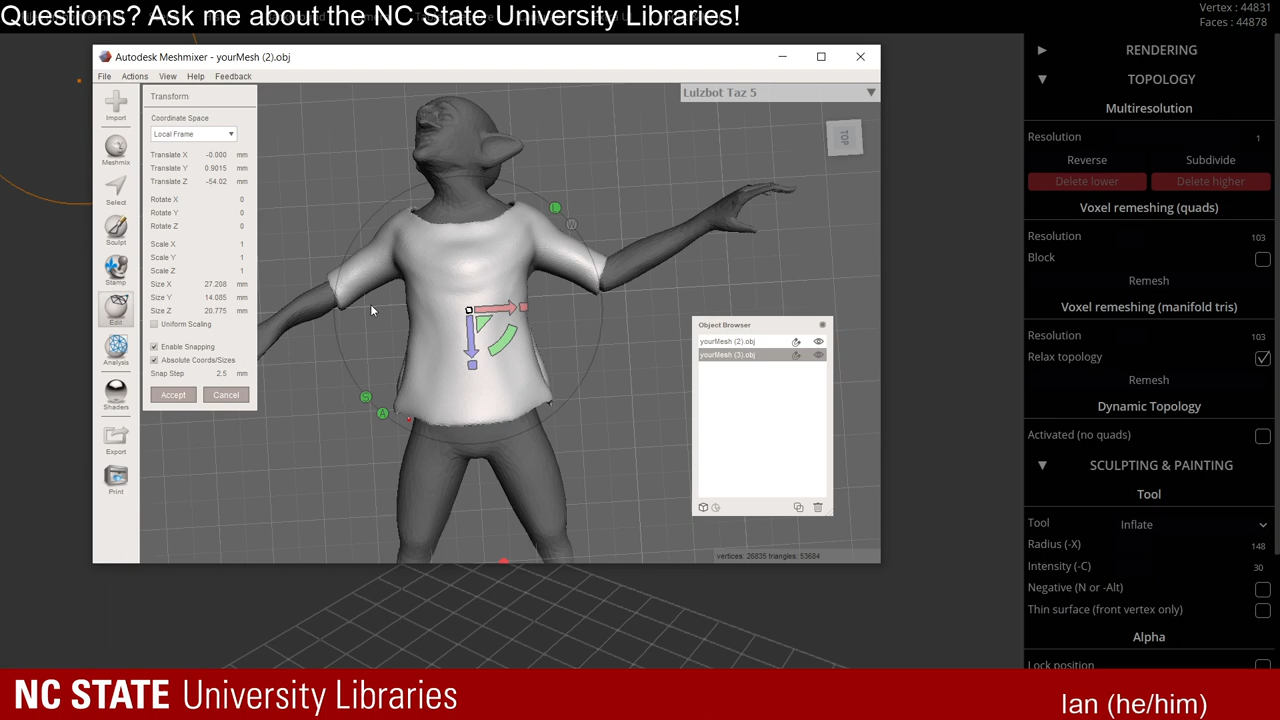 Questions? Ask me about the NC State University Libraries!
Vertex : 44831
Faces : 44878
Autodesk Meshmixer - yourMesh (2).obj
File Actions View Help Feedback
Import
Meshmix
Select
Sculpt
Stamp
Edit
Analysis
Shaders
Export
Print
Transform
Coordinate Space
Local Frame
Translate X -0.000 mm
Translate Y 0.9015 mm
Translate Z -54.02 mm
Rotate X 0
Rotate Y 0
Rotate Z 0
Scale X 1
Scale Y 1
Scale Z 1
Size X 27.208 mm
Size Y 14.085 mm
Size Z 20.775 mm
Uniform Scaling
Enable Snapping
Absolute Coords/Sizes
Snap Step 2.5 mm
Accept Cancel
Lulzbot Taz 5
TOP
L
W
S
A
Object Browser
yourMesh (2).obj
yourMesh (3).obj
vertices: 26835 triangles: 53684
RENDERING
TOPOLOGY
Multiresolution
Resolution 1
Reverse Subdivide
Delete lower Delete higher
Voxel remeshing (quads)
Resolution 103
Block
Remesh
Voxel remeshing (manifold tris)
Resolution 103
Relax topology
Remesh
Dynamic Topology
Activated (no quads)
SCULPTING & PAINTING
Tool
Tool Inflate
Radius (-X) 148
Intensity (-C) 30
Negative (N or -Alt)
Thin surface (front vertex only)
Alpha
Lock position
NC STATE University Libraries
Ian (he/him)